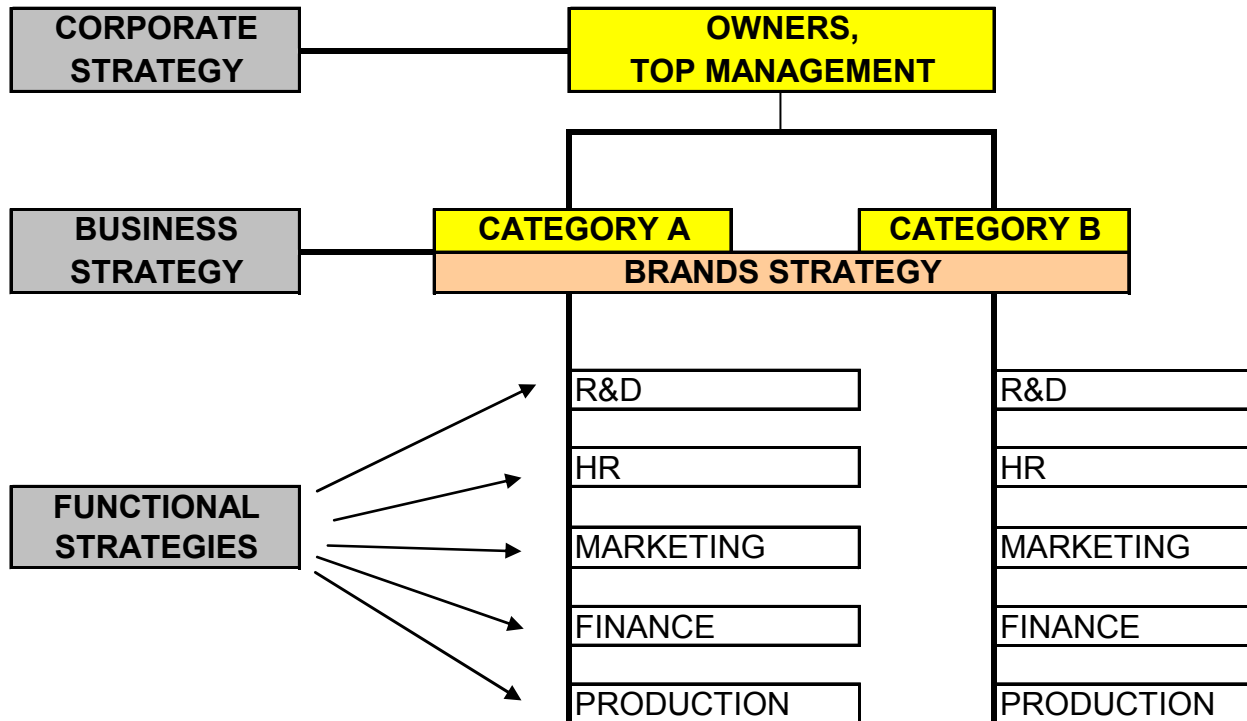 CORPORATE
STRATEGY
OWNERS,
TOP MANAGEMENT
BUSINESS
STRATEGY
CATEGORY A
CATEGORY B
BRANDS STRATEGY
FUNCTIONAL
STRATEGIES
R&D
HR
MARKETING
FINANCE
PRODUCTION
R&D
HR
MARKETING
FINANCE
PRODUCTION